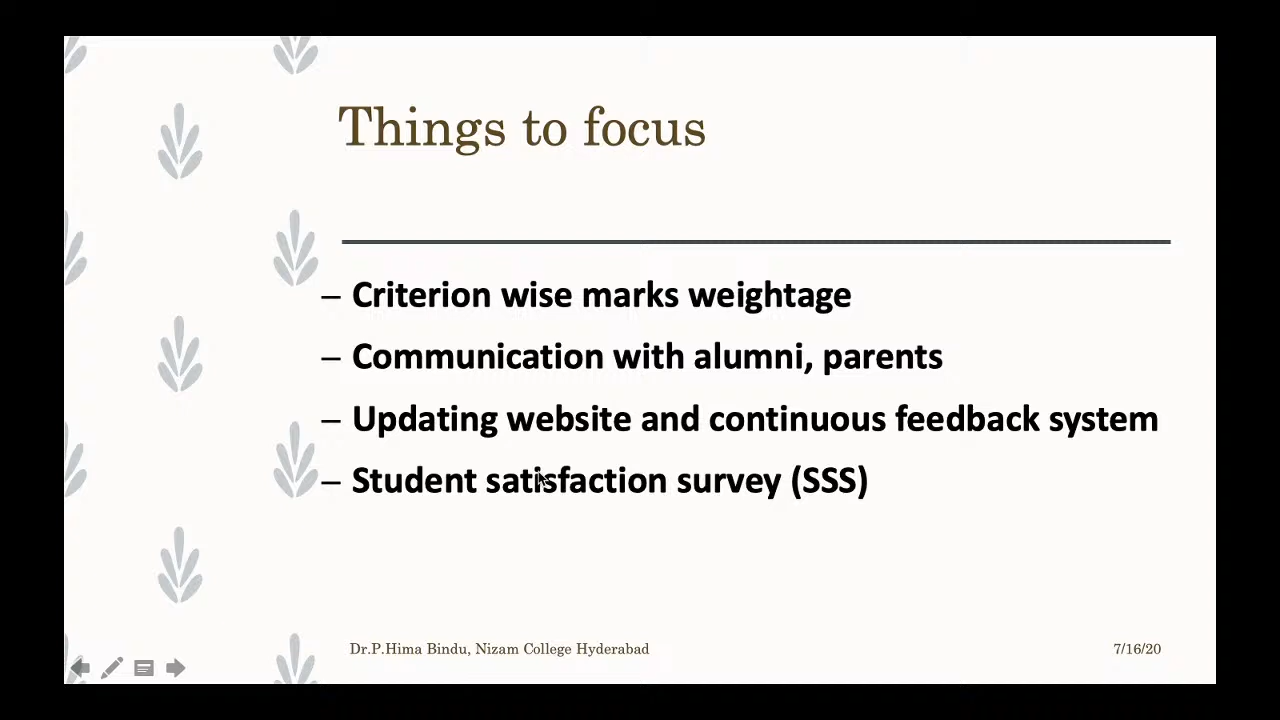 Things to focus
– Criterion wise marks weightage
– Communication with alumni, parents
– Updating website and continuous feedback system
– Student satisfaction survey (SSS)
Dr.P.Hima Bindu, Nizam College Hyderabad
7/16/20